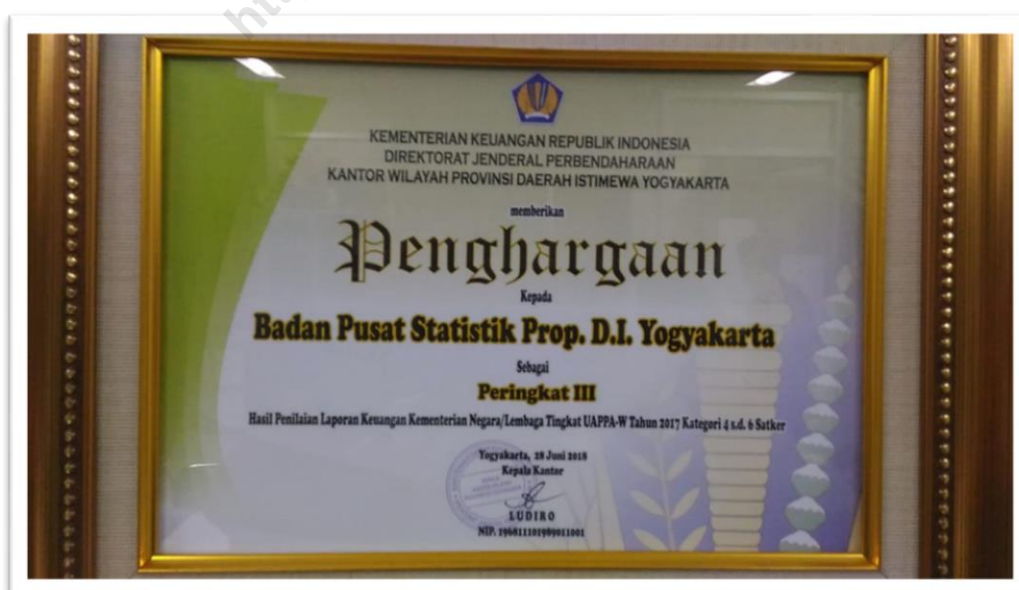 KEMENTERIAN KEUANGAN REPUBLIK INDONESIA
DIREKTORAT JENDERAL PERBENDAHARAAN
KANTOR WILAYAH PROVINSI DAERAH ISTIMEWA YOGYAKARTA
memberikan
Penghargaan
Kepada
Badan Pusat Statistik Prop. D.I. Yogyakarta
Sebagai
Peringkat III
Hasil Penilaian Laporan Keuangan Kementerian Negara/Lembaga Tingkat UAPPA-W Tahun 2017 Kategori 4 s.d. 6 Satker
Yogyakarta, 28 Juni 2018
Kepala Kantor
LUDIRO
NIP.